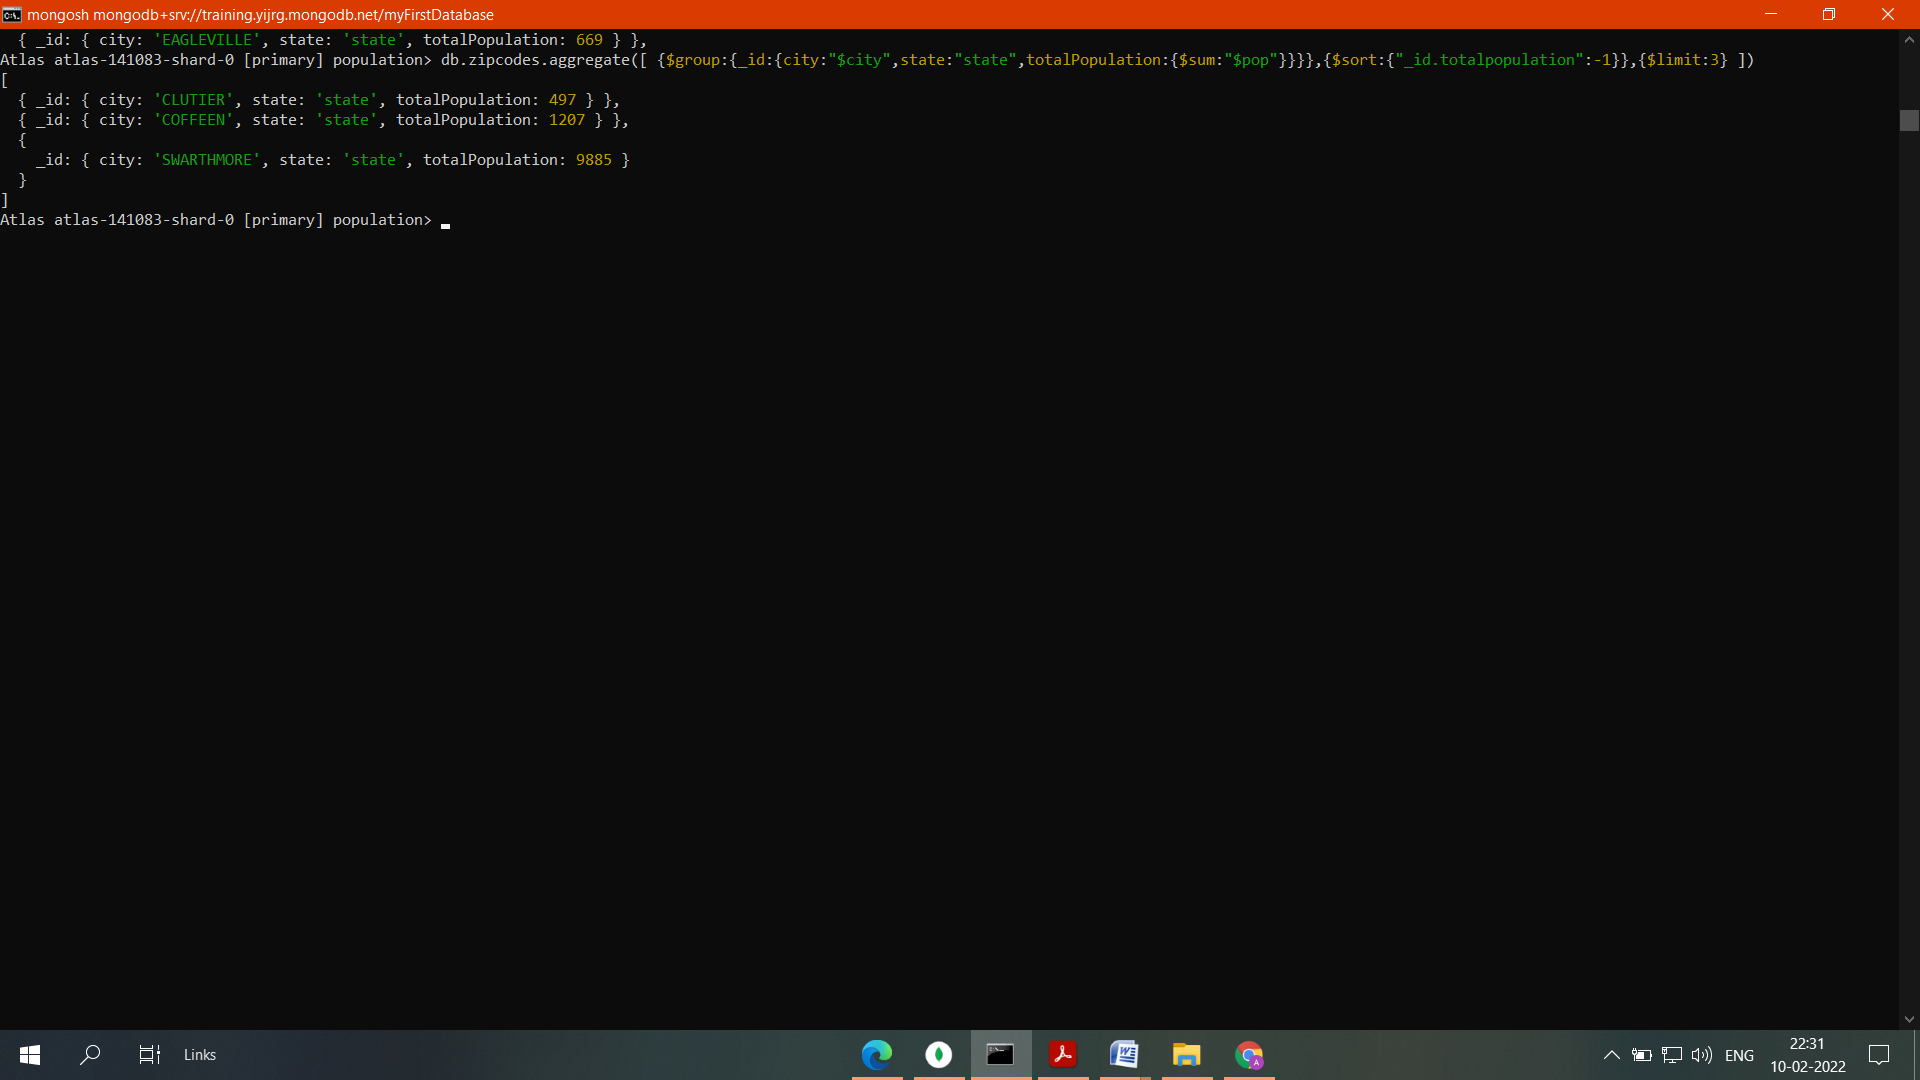 mongosh mongodb+srv://training.yijrg.mongodb.net/myFirstDatabase
  { _id: { city: 'EAGLEVILLE', state: 'state', totalPopulation: 669 } },
Atlas atlas-141083-shard-0 [primary] population> db.zipcodes.aggregate([ {$group:{_id:{city:"$city",state:"state",totalPopulation:{$sum:"$pop"}}}},{$sort:{"_id.totalpopulation":-1}},{$limit:3} ])
[
  { _id: { city: 'CLUTIER', state: 'state', totalPopulation: 497 } },
  { _id: { city: 'COFFEEN', state: 'state', totalPopulation: 1207 } },
  {
    _id: { city: 'SWARTHMORE', state: 'state', totalPopulation: 9885 }
  }
]
Atlas atlas-141083-shard-0 [primary] population>
Links
ENG
22:31
10-02-2022